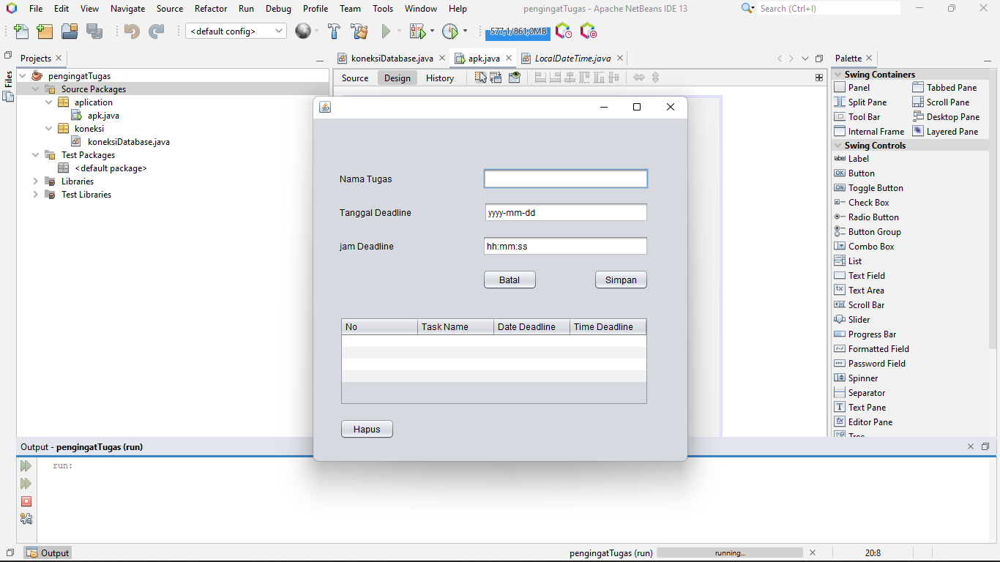 File Edit View Navigate Source Refactor Run Debug Profile Team Tools Window Help pengingatTugas - Apache NetBeans IDE 13 Search (Ctrl+I)
<default config> 577,1/861,0MB
Projects koneksiDatabase.java apk.java LocalDateTime.java Palette
Files
Source Design History
pengingatTugas
Source Packages
aplication
apk.java
koneksi
koneksiDatabase.java
Test Packages
<default package>
Libraries
Test Libraries
Nama Tugas
Tanggal Deadline yyyy-mm-dd
jam Deadline hh:mm:ss
Batal Simpan
No Task Name Date Deadline Time Deadline
Hapus
Swing Containers
Panel Tabbed Pane
Split Pane Scroll Pane
Tool Bar Desktop Pane
Internal Frame Layered Pane
Swing Controls
label Label
OK Button
ON Toggle Button
Check Box
Radio Button
Button Group
Combo Box
List
Text Field
Text Area
Scroll Bar
Slider
Progress Bar
Formatted Field
Password Field
Spinner
Separator
Text Pane
Editor Pane
Tree
Output - pengingatTugas (run)
run:
Output pengingatTugas (run) running... 20:8